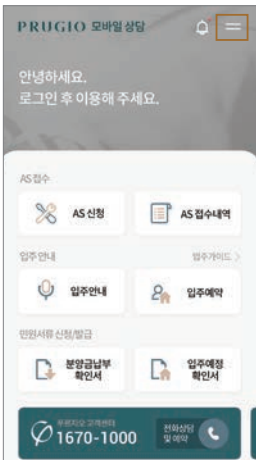 PRUGIO 모바일 상담
안녕하세요.
로그인 후 이용해 주세요.
AS 접수
AS 신청
AS 접수내역
입주 안내
입주가이드 >
입주안내
입주예약
민원서류 신청/발급
분양금납부
확인서
입주예정
확인서
푸르지오 고객센터
1670-1000
전화상담
및 예약